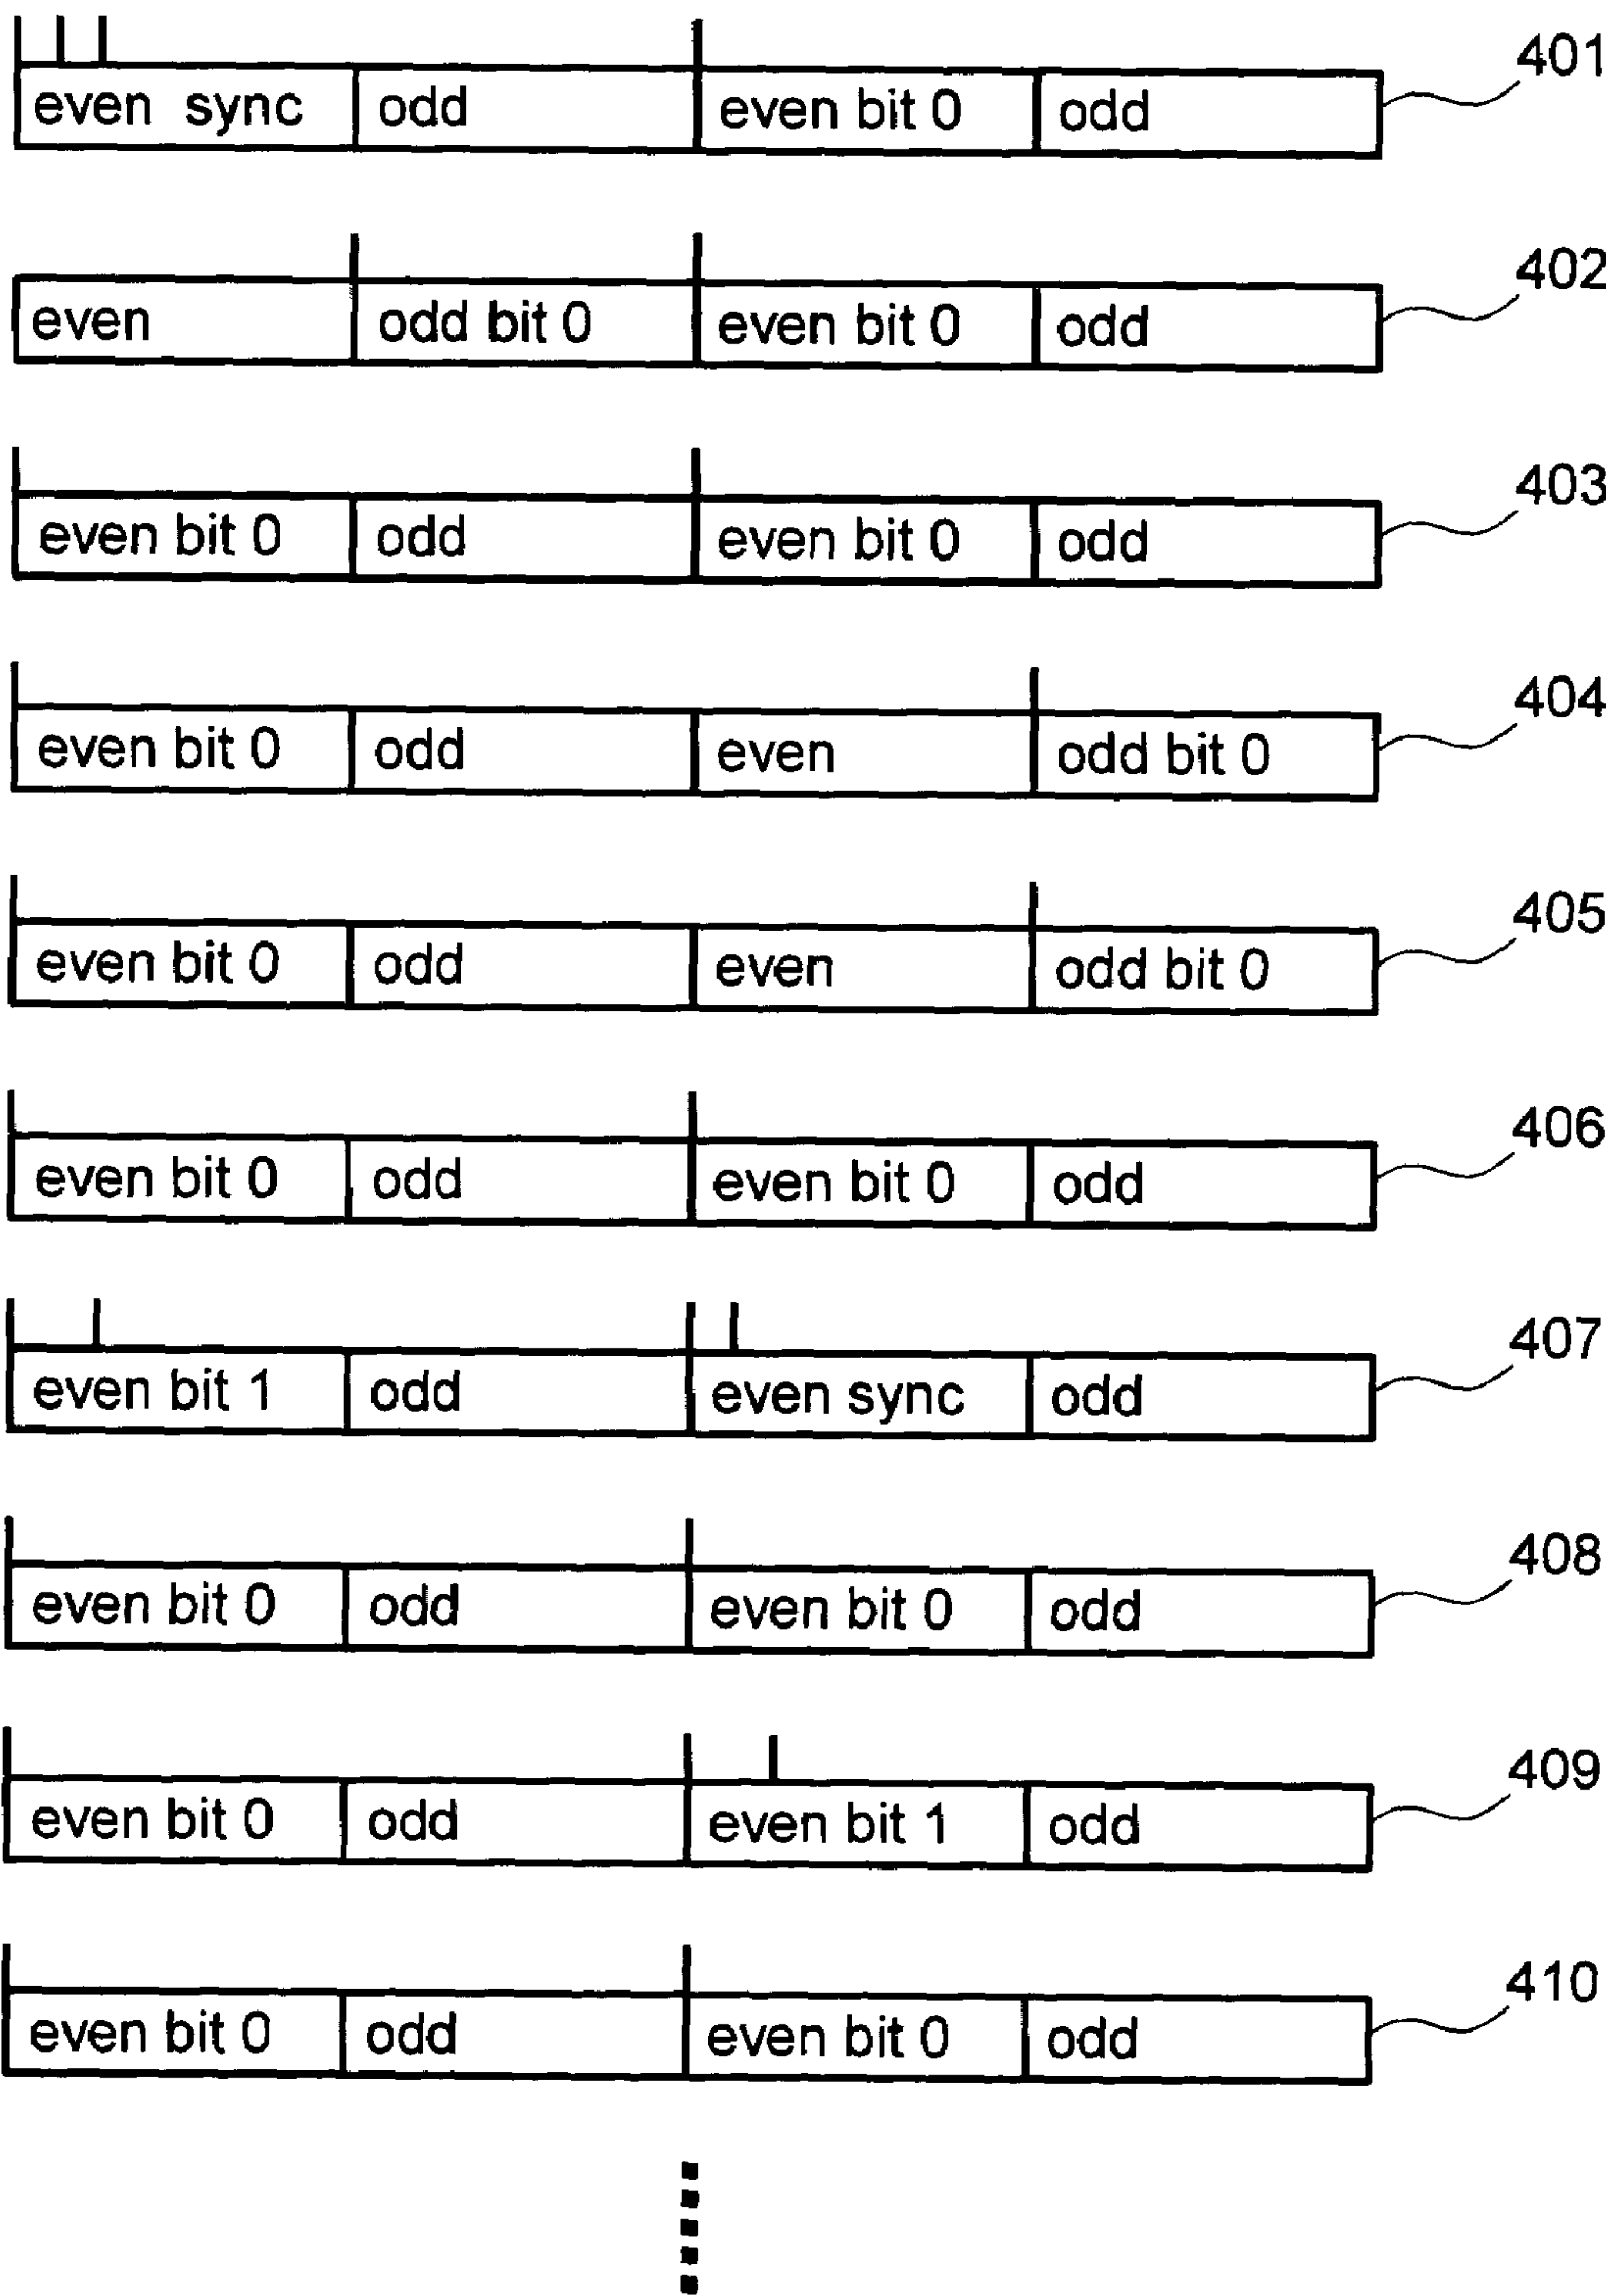 even sync odd even bit 0 odd 401
even odd bit 0 even bit 0 odd 402
even bit 0 odd even bit 0 odd 403
even bit 0 odd even odd bit 0 404
even bit 0 odd even odd bit 0 405
even bit 0 odd even bit 0 odd 406
even bit 1 odd even sync odd 407
even bit 0 odd even bit 0 odd 408
even bit 0 odd even bit 1 odd 409
even bit 0 odd even bit 0 odd 410